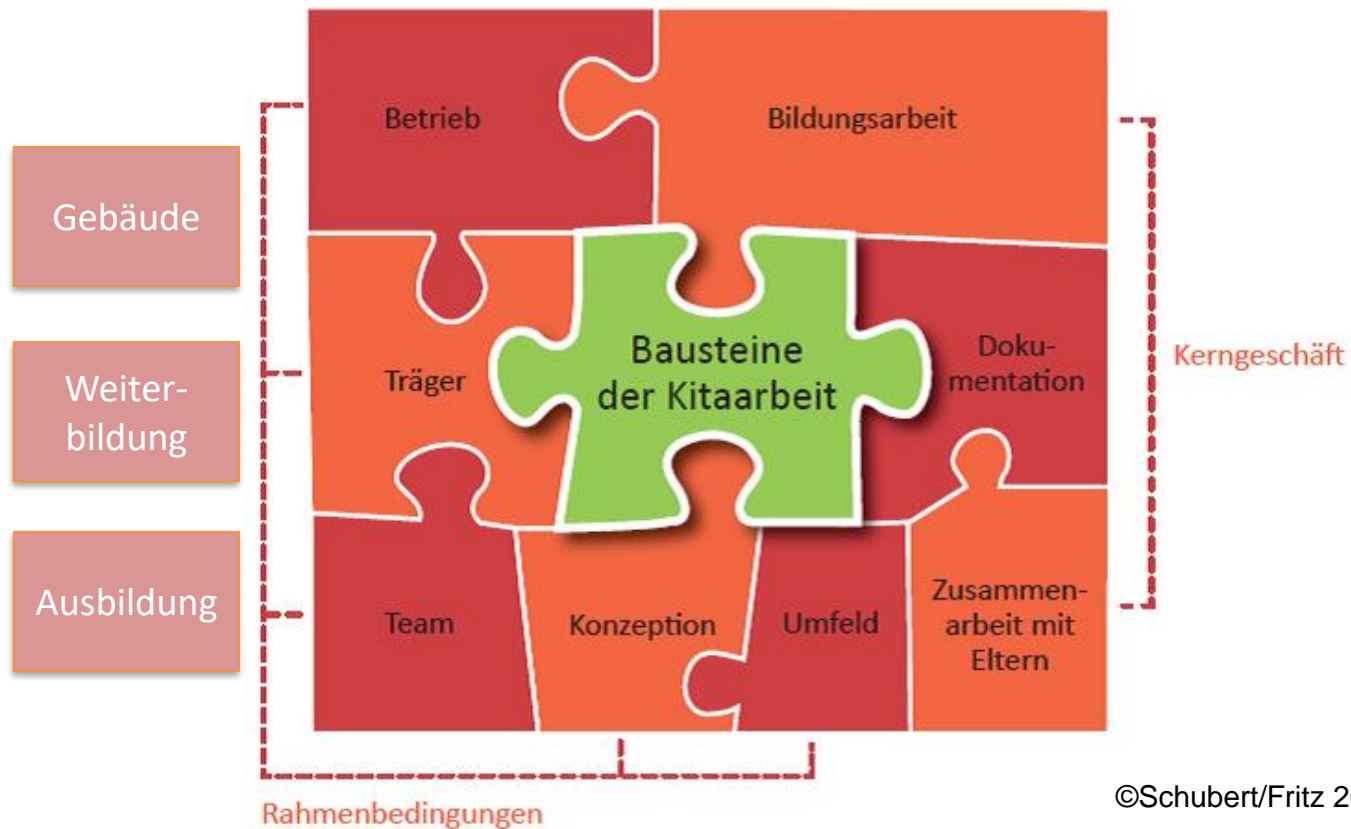 Betrieb
Bildungsarbeit
Gebäude
Träger
Bausteine
der Kitaarbeit
Doku-
mentation
Kerngeschäft
Weiter-
bildung
Ausbildung
Team
Konzeption
Umfeld
Zusammen-
arbeit mit
Eltern
Rahmenbedingungen
©Schubert/Fritz